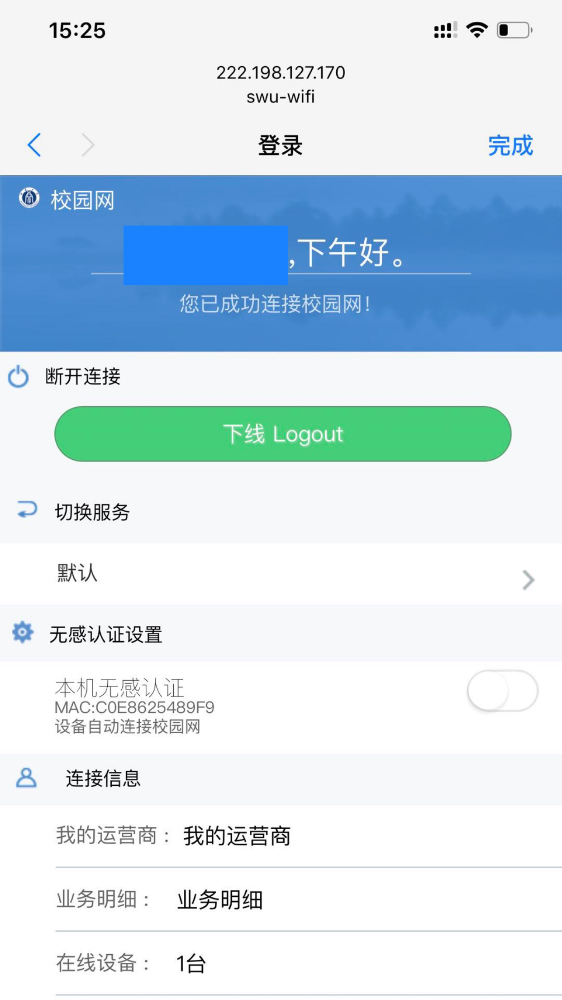 15:25
222.198.127.170
swu-wifi
登录
完成
校园网
,下午好。
您已成功连接校园网!
断开连接
下线 Logout
切换服务
默认
无感认证设置
本机无感认证
MAC:C0E8625489F9
设备自动连接校园网
连接信息
我的运营商： 我的运营商
业务明细： 业务明细
在线设备： 1台